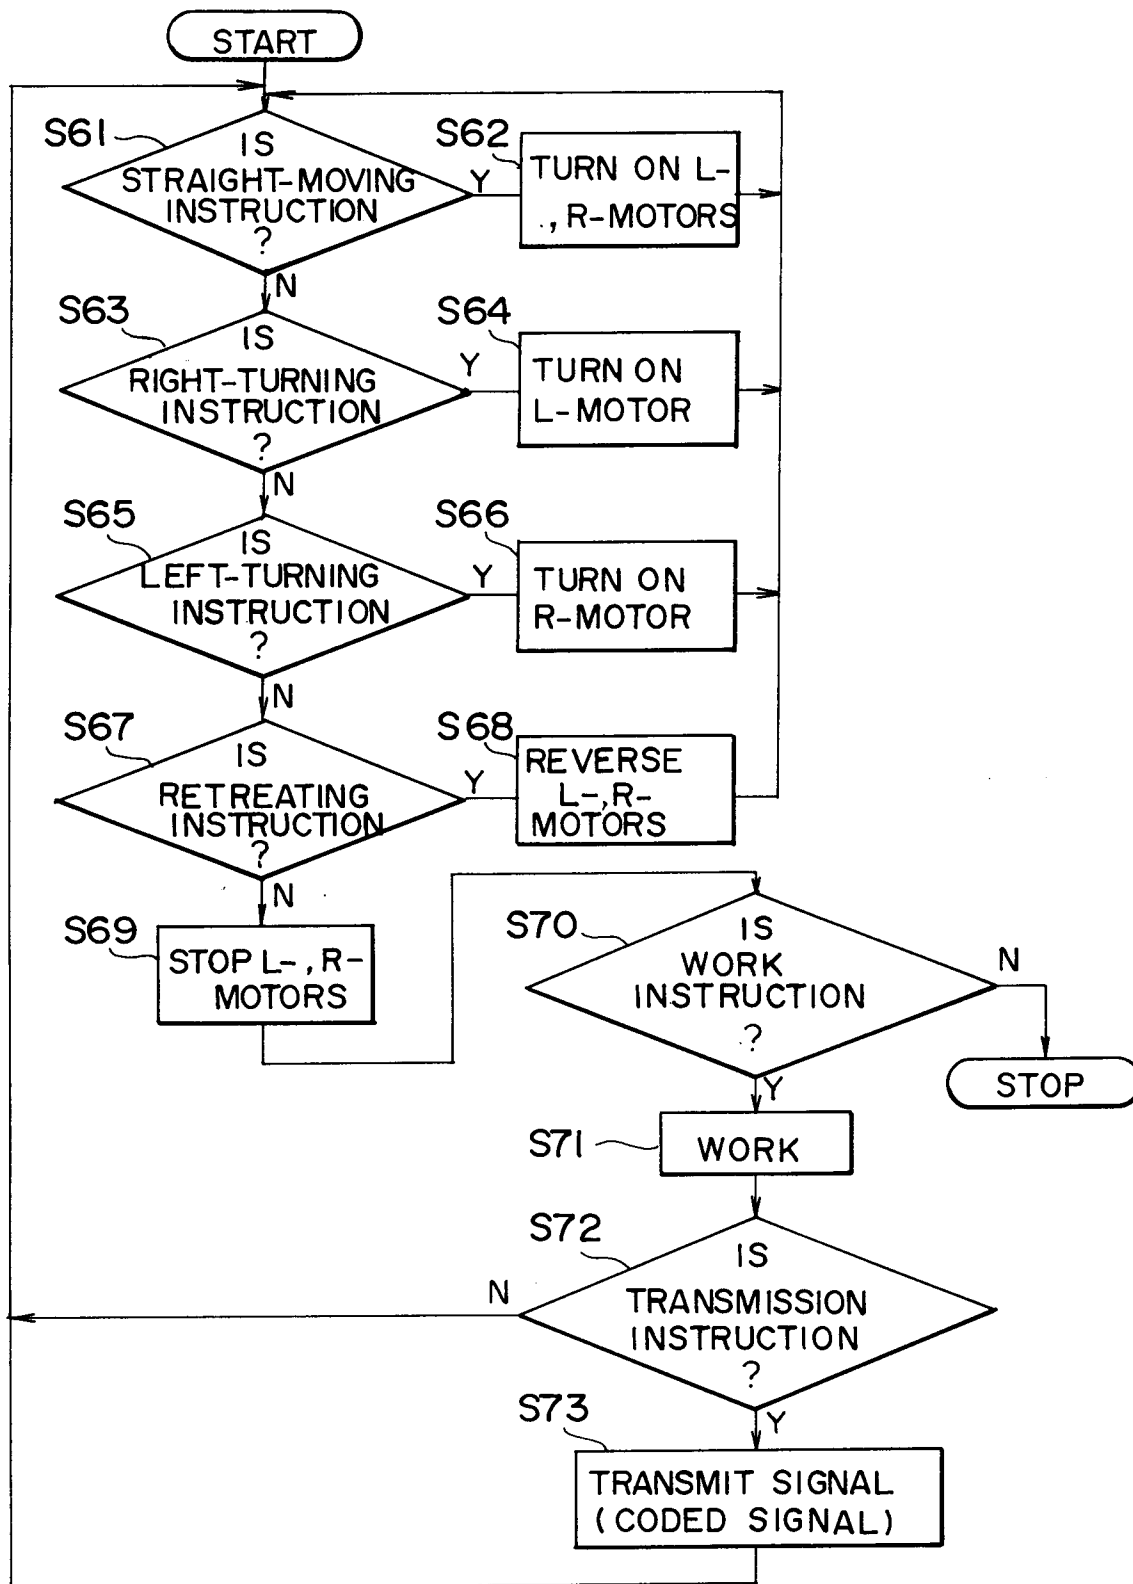 START
S61
IS
STRAIGHT-MOVING
INSTRUCTION
?
Y
N
S62
TURN ON L-
, R-MOTORS
S63
IS
RIGHT-TURNING
INSTRUCTION
?
Y
N
S64
TURN ON
L-MOTOR
S65
IS
LEFT-TURNING
INSTRUCTION
?
Y
N
S66
TURN ON
R-MOTOR
S67
IS
RETREATING
INSTRUCTION
?
Y
N
S68
REVERSE
L-, R-
MOTORS
S69
STOP L-, R-
MOTORS
S70
IS
WORK
INSTRUCTION
?
N
Y
STOP
S71
WORK
S72
IS
TRANSMISSION
INSTRUCTION
?
N
Y
S73
TRANSMIT SIGNAL
(CODED SIGNAL)